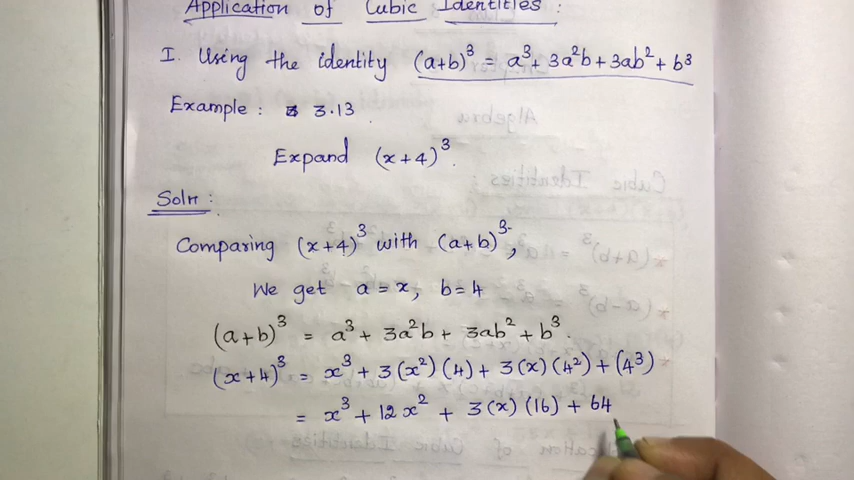 Application of Cubic Identities :
I. Using the identity (a+b)³ = a³ + 3a²b + 3ab² + b³
Example : 3.13
Expand (x+4)³.
Soln :
Comparing (x+4)³ with (a+b)³,
We get a = x, b = 4
(a+b)³ = a³ + 3a²b + 3ab² + b³.
(x+4)³ = x³ + 3(x²)(4) + 3(x)(4²) + (4³)
= x³ + 12x² + 3(x)(16) + 64